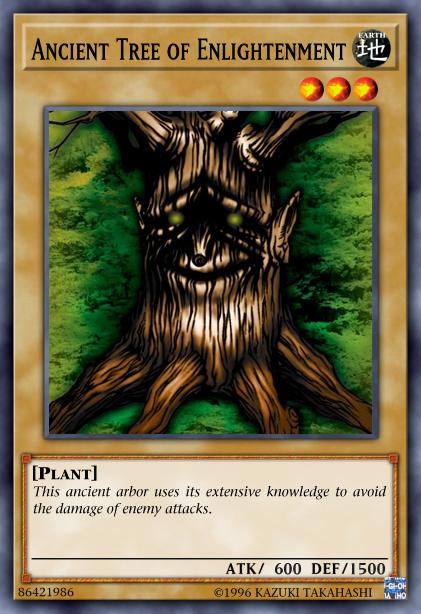 Ancient Tree of Enlightenment
EARTH
地
[Plant]
This ancient arbor uses its extensive knowledge to avoid
the damage of enemy attacks.
ATK/ 600 DEF/1500
86421986
©1996 KAZUKI TAKAHASHI